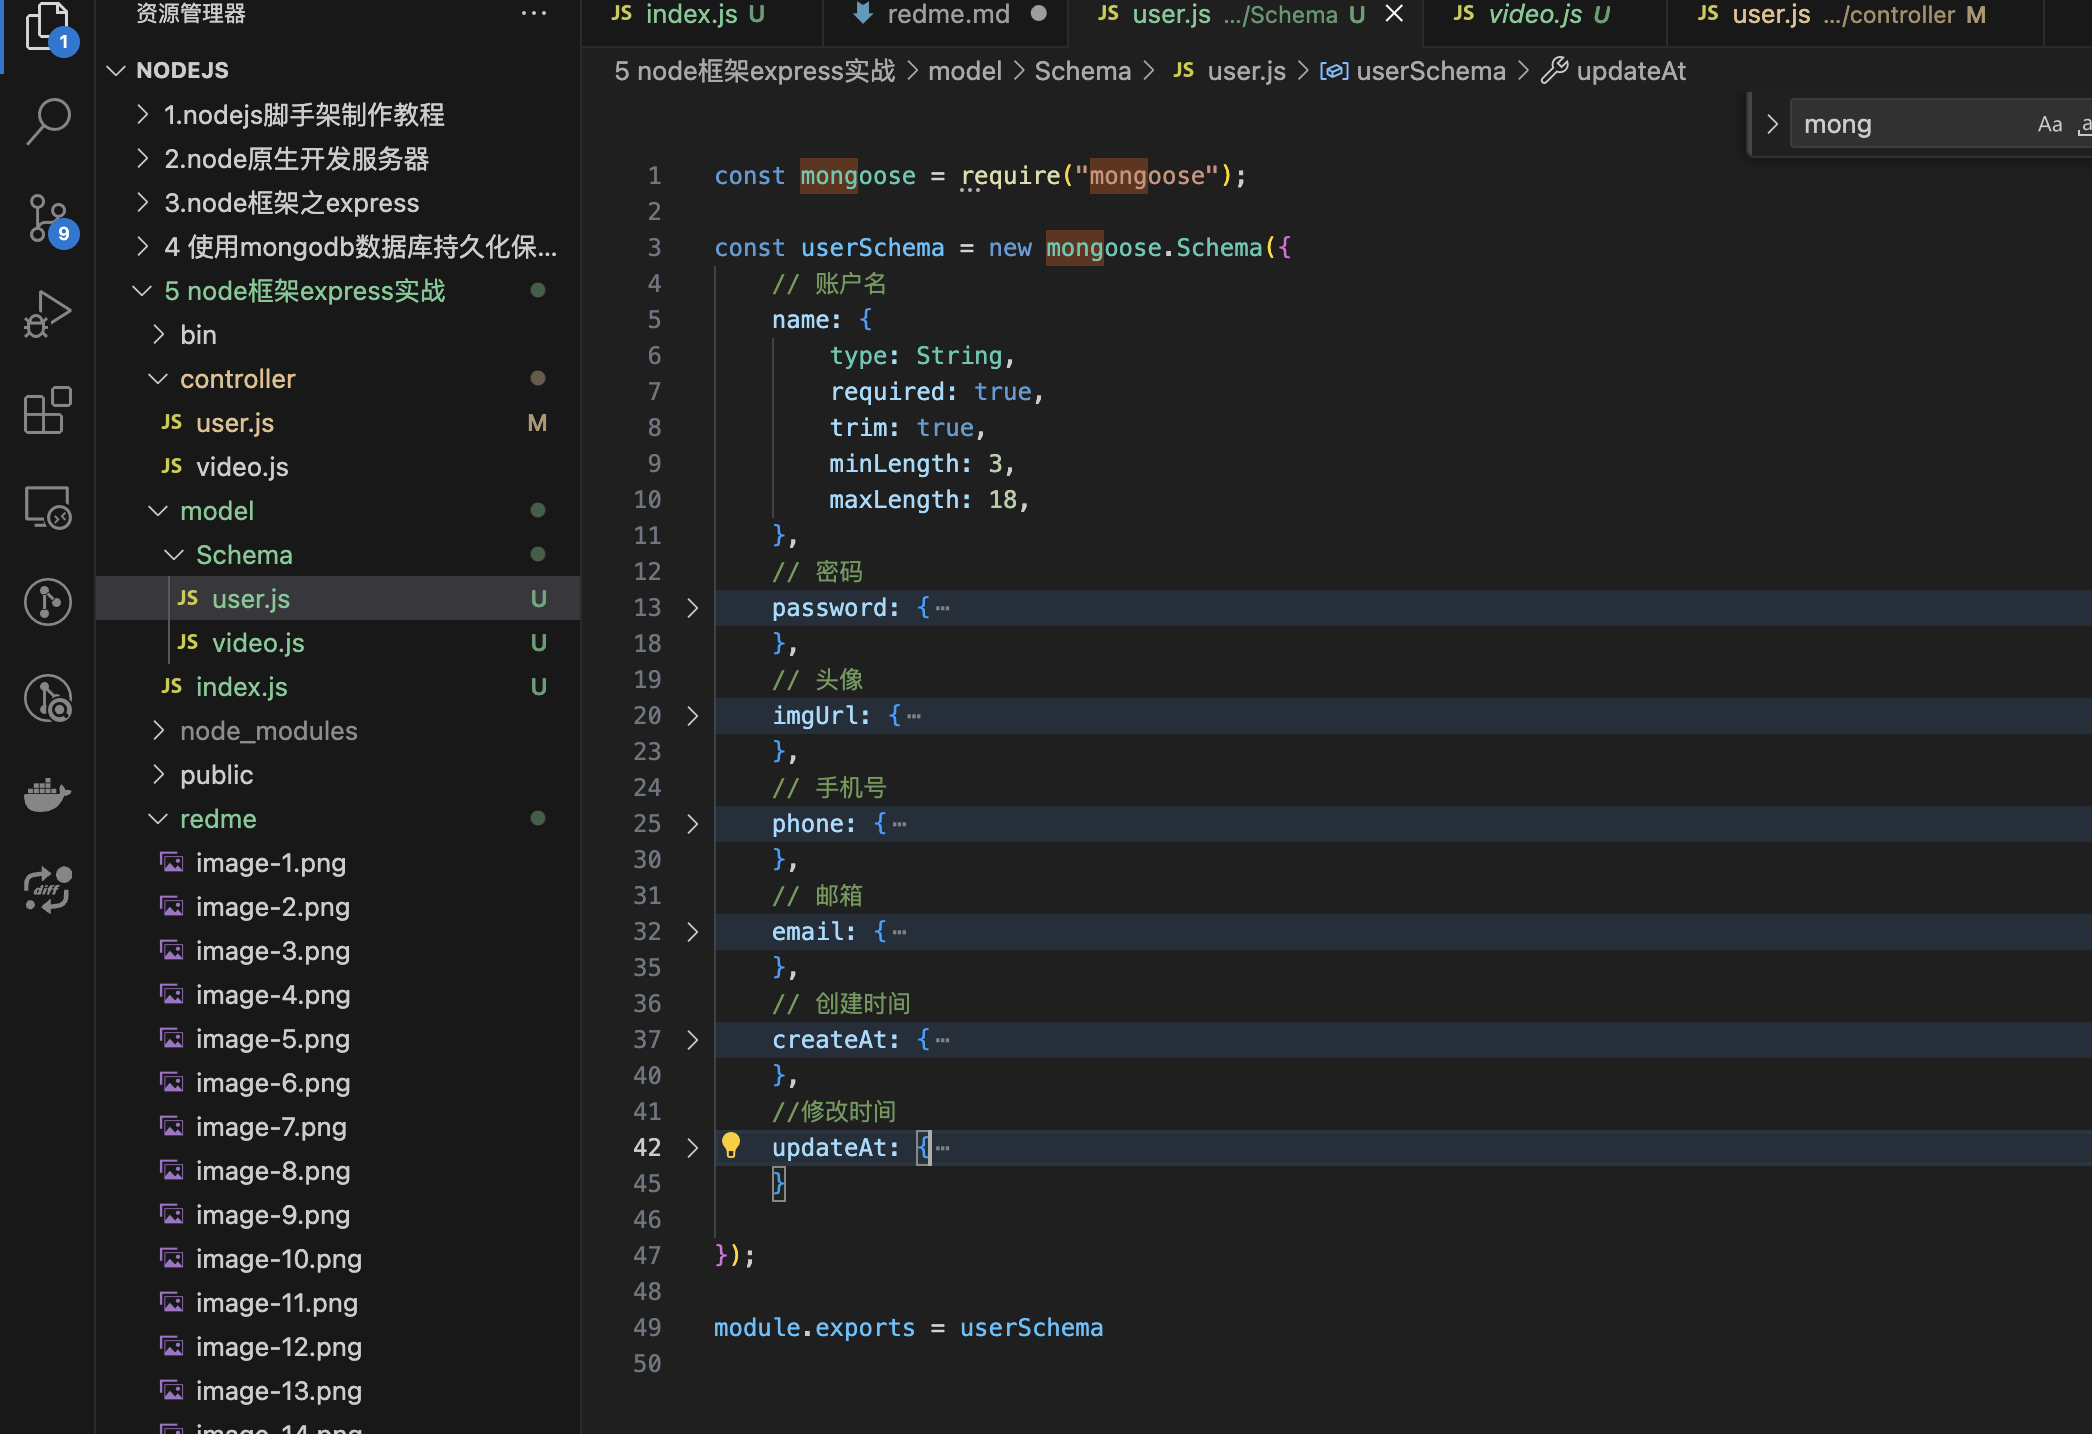 资源管理器
NODEJS
1.nodejs脚手架制作教程
2.node原生开发服务器
3.node框架之express
4 使用mongodb数据库持久化保...
5 node框架express实战
bin
controller
JS user.js M
JS video.js
model
Schema
JS user.js U
JS video.js U
JS index.js U
node_modules
public
redme
image-1.png
image-2.png
image-3.png
image-4.png
image-5.png
image-6.png
image-7.png
image-8.png
image-9.png
image-10.png
image-11.png
image-12.png
image-13.png
1
9
diff
JS index.js U
redme.md
JS user.js .../Schema U
JS video.js U
JS user.js .../controller M
5 node框架express实战 > model > Schema > JS user.js > userSchema > updateAt
mong Aa
1 const mongoose = require("mongoose");
2
3 const userSchema = new mongoose.Schema({
4 // 账户名
5 name: {
6 type: String,
7 required: true,
8 trim: true,
9 minLength: 3,
10 maxLength: 18,
11 },
12 // 密码
13 password: {…
18 },
19 // 头像
20 imgUrl: {…
23 },
24 // 手机号
25 phone: {…
30 },
31 // 邮箱
32 email: {…
35 },
36 // 创建时间
37 createAt: {…
40 },
41 //修改时间
42 updateAt: {…
45 }
46
47 });
48
49 module.exports = userSchema
50